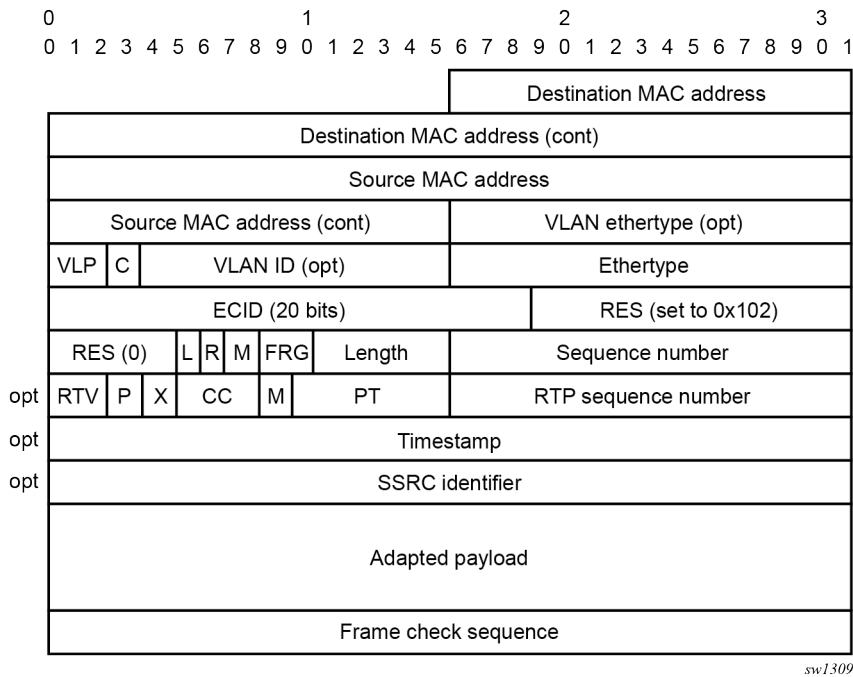 0 1 2 3
0 1 2 3 4 5 6 7 8 9 0 1 2 3 4 5 6 7 8 9 0 1 2 3 4 5 6 7 8 9 0 1
Destination MAC address
Destination MAC address (cont)
Source MAC address
Source MAC address (cont) VLAN ethertype (opt)
VLP C VLAN ID (opt) Ethertype
ECID (20 bits) RES (set to 0x102)
RES (0) L R M FRG Length Sequence number
opt RTV P X CC M PT RTP sequence number
opt Timestamp
opt SSRC identifier
Adapted payload
Frame check sequence
sw1309